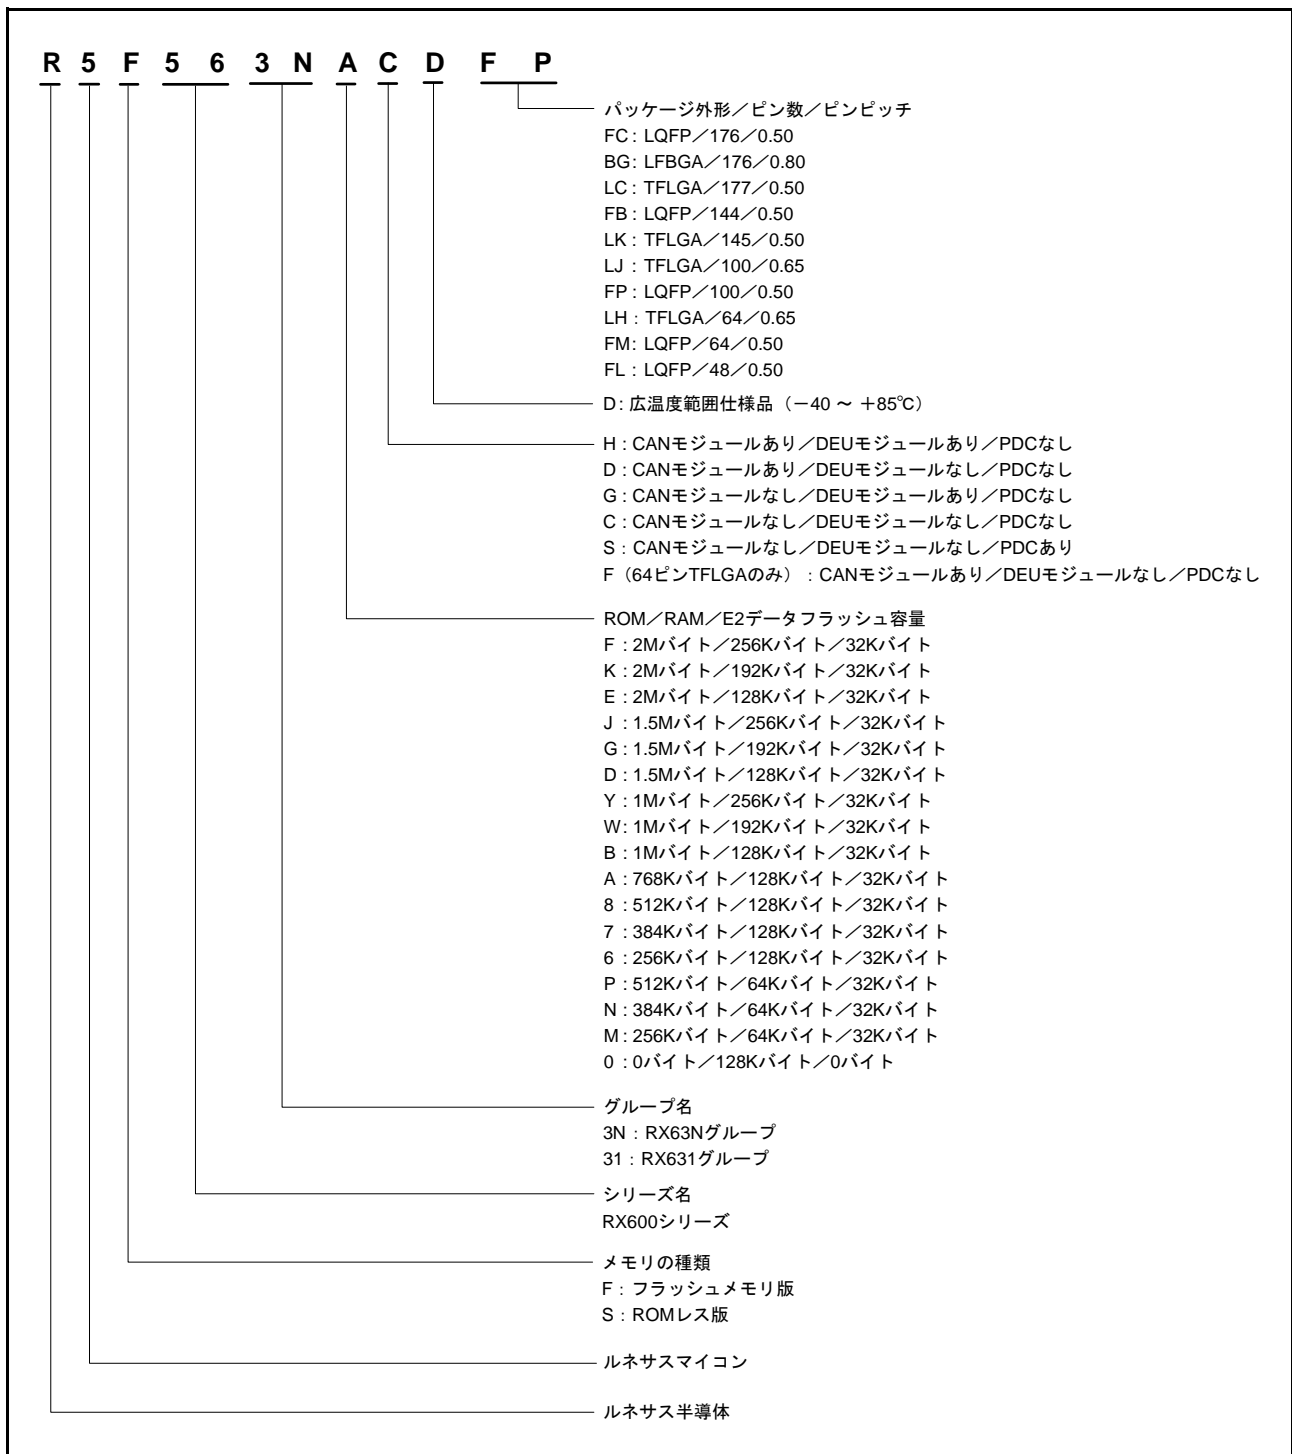 R 5 F 5 6 3 N A C D F P
パッケージ外形／ピン数／ピンピッチ
FC : LQFP／176／0.50
BG : LFBGA／176／0.80
LC : TFLGA／177／0.50
FB : LQFP／144／0.50
LK : TFLGA／145／0.50
LJ : TFLGA／100／0.65
FP : LQFP／100／0.50
LH : TFLGA／64／0.65
FM : LQFP／64／0.50
FL : LQFP／48／0.50
D : 広温度範囲仕様品（－40 ～ ＋85℃）
H : CANモジュールあり／DEUモジュールあり／PDCなし
D : CANモジュールあり／DEUモジュールなし／PDCなし
G : CANモジュールなし／DEUモジュールあり／PDCなし
C : CANモジュールなし／DEUモジュールなし／PDCなし
S : CANモジュールなし／DEUモジュールなし／PDCあり
F（64ピンTFLGAのみ）: CANモジュールあり／DEUモジュールなし／PDCなし
ROM／RAM／E2データフラッシュ容量
F : 2Mバイト／256Kバイト／32Kバイト
K : 2Mバイト／192Kバイト／32Kバイト
E : 2Mバイト／128Kバイト／32Kバイト
J : 1.5Mバイト／256Kバイト／32Kバイト
G : 1.5Mバイト／192Kバイト／32Kバイト
D : 1.5Mバイト／128Kバイト／32Kバイト
Y : 1Mバイト／256Kバイト／32Kバイト
W : 1Mバイト／192Kバイト／32Kバイト
B : 1Mバイト／128Kバイト／32Kバイト
A : 768Kバイト／128Kバイト／32Kバイト
8 : 512Kバイト／128Kバイト／32Kバイト
7 : 384Kバイト／128Kバイト／32Kバイト
6 : 256Kバイト／128Kバイト／32Kバイト
P : 512Kバイト／64Kバイト／32Kバイト
N : 384Kバイト／64Kバイト／32Kバイト
M : 256Kバイト／64Kバイト／32Kバイト
0 : 0バイト／128Kバイト／0バイト
グループ名
3N : RX63Nグループ
31 : RX631グループ
シリーズ名
RX600シリーズ
メモリの種類
F : フラッシュメモリ版
S : ROMレス版
ルネサスマイコン
ルネサス半導体